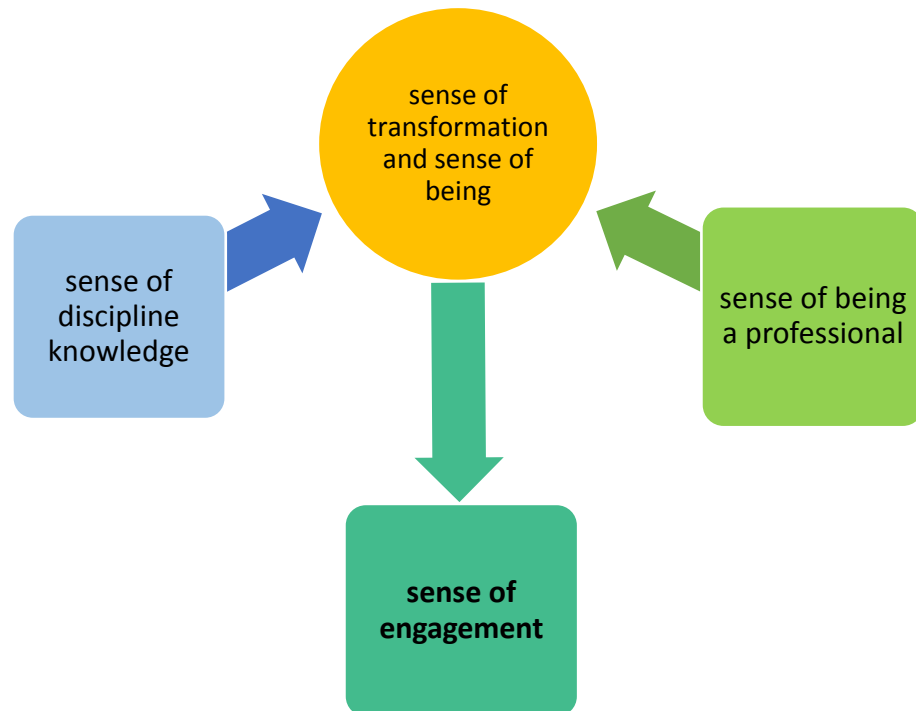 sense of
transformation
and sense of
being
sense of
discipline
knowledge
sense of being
a professional
sense of
engagement